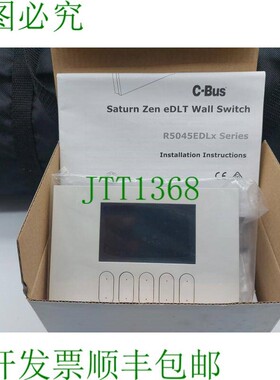 图必究
C-Bus
Saturn Zen eDLT Wall Switch
R5045EDLx Series
Installation Instructions
CE
JTT1368
开发票顺丰包邮